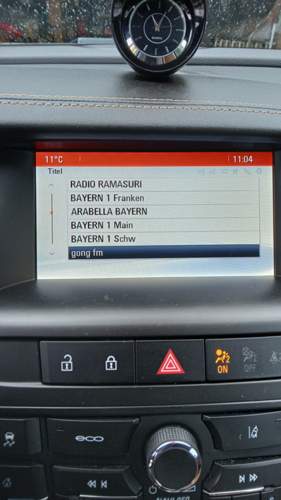 11°C 11:04
Titel
RADIO RAMASURI
BAYERN 1 Franken
ARABELLA BAYERN
BAYERN 1 Main
BAYERN 1 Schw
gong fm
2
ON
eco